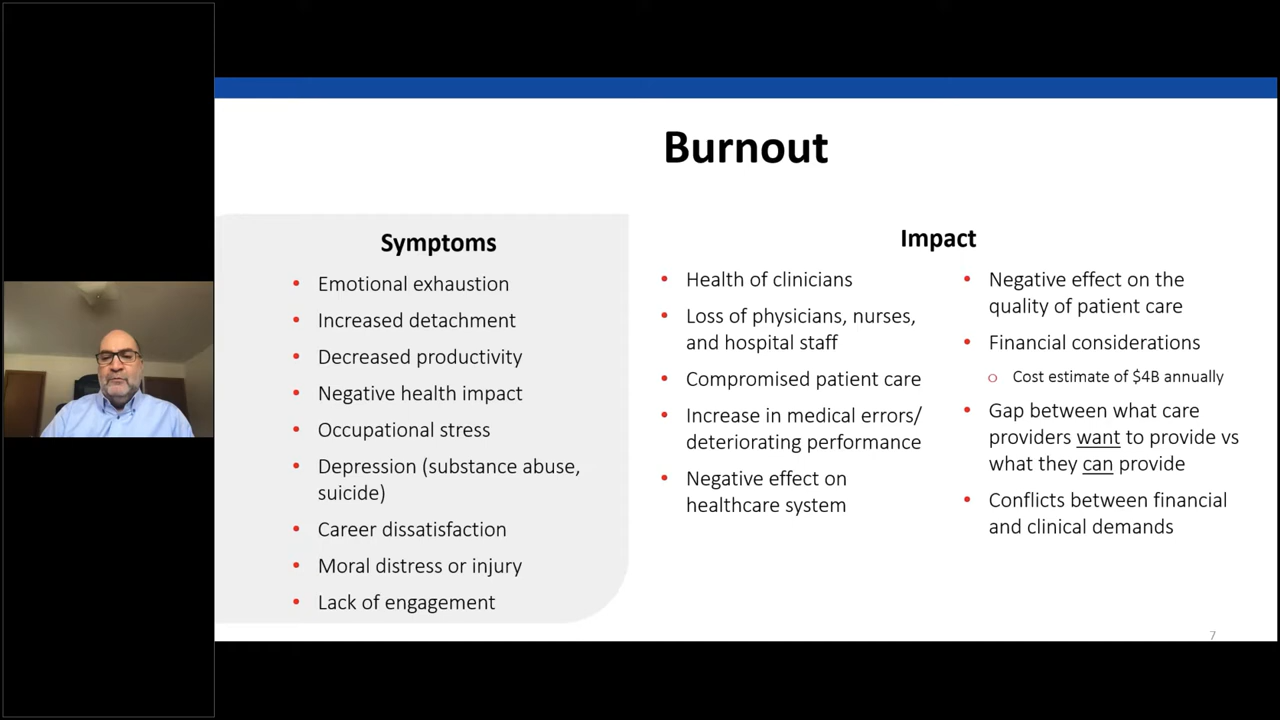 Burnout
Symptoms
• Emotional exhaustion
• Increased detachment
• Decreased productivity
• Negative health impact
• Occupational stress
• Depression (substance abuse,
suicide)
• Career dissatisfaction
• Moral distress or injury
• Lack of engagement
Impact
• Health of clinicians
• Loss of physicians, nurses,
and hospital staff
• Compromised patient care
• Increase in medical errors/
deteriorating performance
• Negative effect on
healthcare system
• Negative effect on the
quality of patient care
• Financial considerations
o Cost estimate of $4B annually
• Gap between what care
providers want to provide vs
what they can provide
• Conflicts between financial
and clinical demands
7